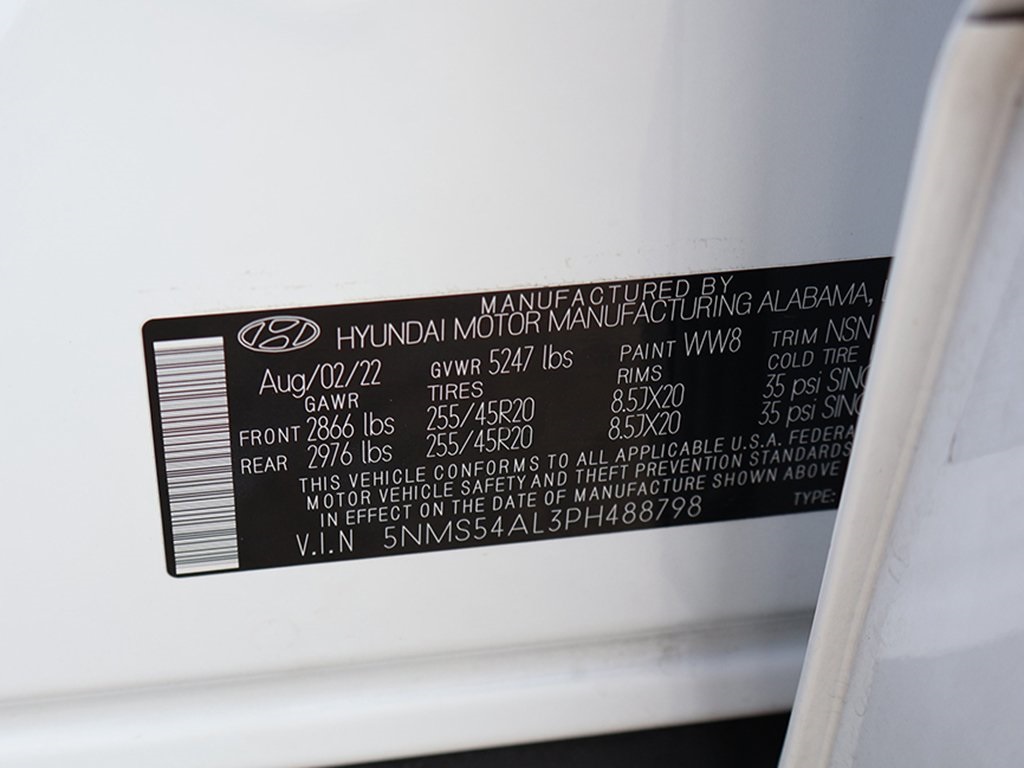 MANUFACTURED BY
HYUNDAI MOTOR MANUFACTURING ALABAMA,
Aug/02/22 GVWR 5247 lbs PAINT WW8 TRIM NSN
GAWR TIRES RIMS COLD TIRE
FRONT 2866 lbs 255/45R20 8.5JX20 35 psi
REAR 2976 lbs 255/45R20 8.5JX20 35 psi
THIS VEHICLE CONFORMS TO ALL APPLICABLE U.S.A.
MOTOR VEHICLE SAFETY AND THEFT PREVENTION STANDARDS
IN EFFECT ON THE DATE OF MANUFACTURE SHOWN ABOVE
V.I.N 5NMS54AL3PH488798 TYPE: